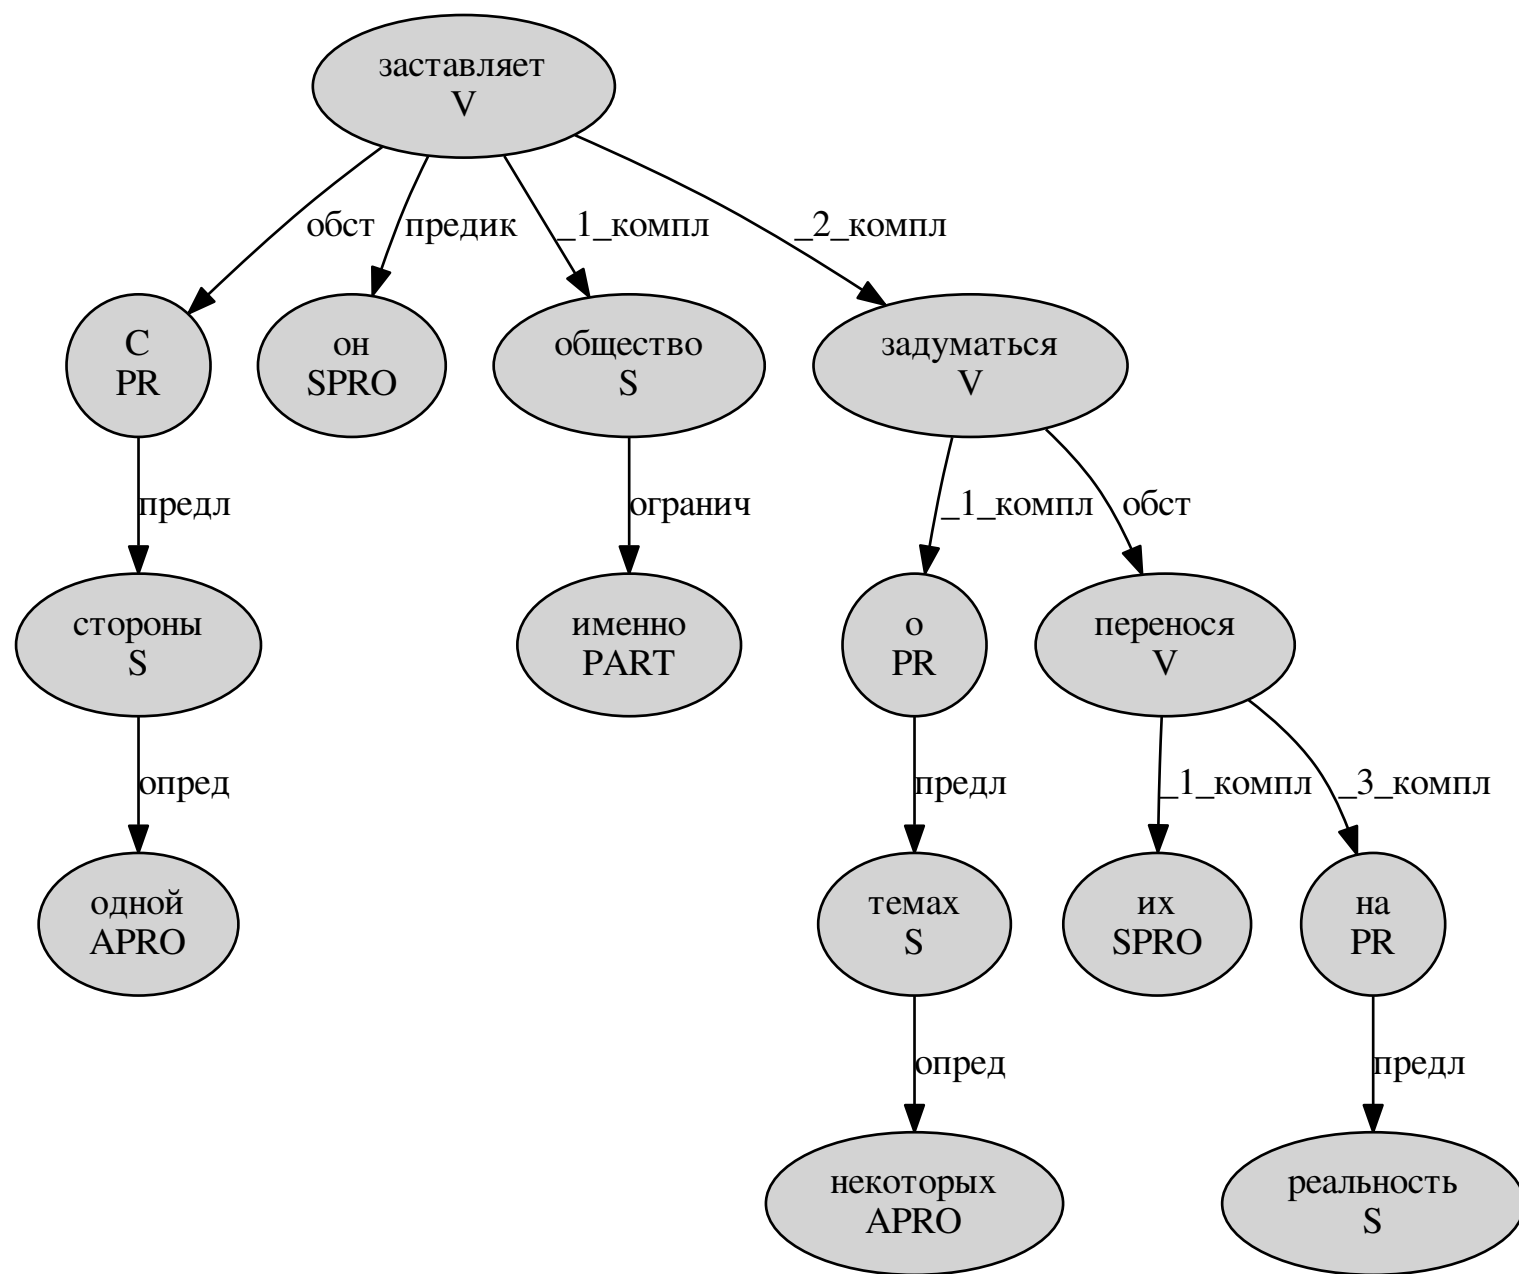 заставляет
V
обст
предик
_1_компл
_2_компл
С
PR
он
SPRO
общество
S
задуматься
V
предл
огранич
_1_компл
обст
стороны
S
именно
PART
о
PR
перенося
V
опред
предл
_1_компл
_3_компл
одной
APRO
темах
S
их
SPRO
на
PR
опред
предл
некоторых
APRO
реальность
S